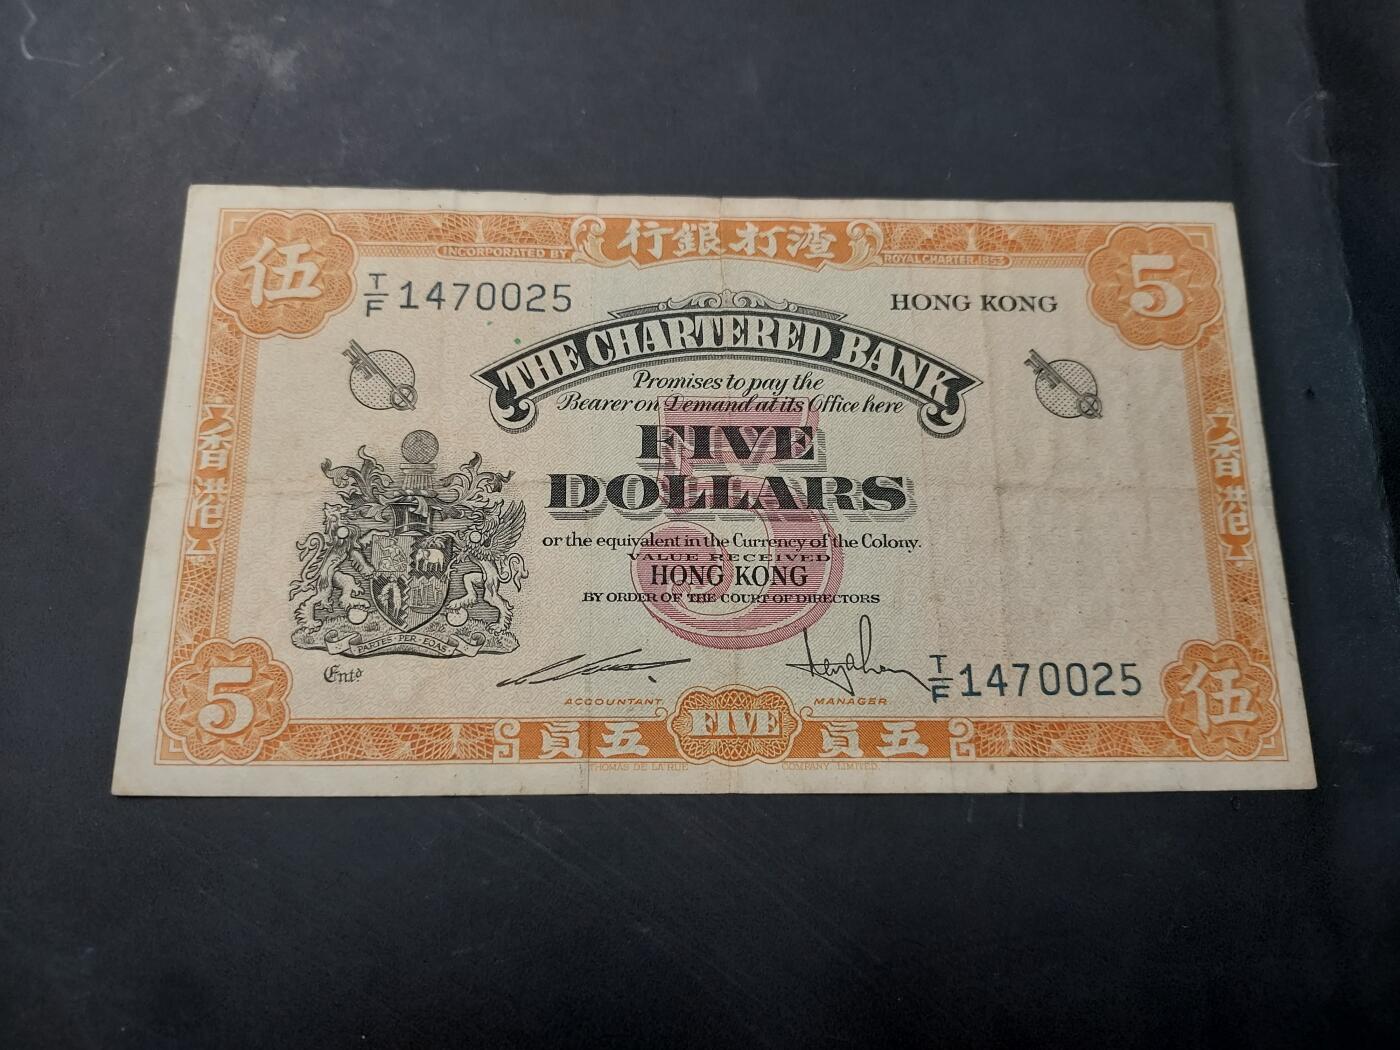 伍
INCORPORATED BY
行銀打渣
ROYAL CHARTER, 1853
5
T/F 1470025
HONG KONG
THE CHARTERED BANK
Promises to pay the
Bearer on Demand at its Office here
5
FIVE
DOLLARS
or the equivalent in the Currency of the Colony.
VALUE RECEIVED
HONG KONG
BY ORDER OF THE COURT OF DIRECTORS
香港
香港
PARTES·PER·EOAS
Entd
T/F 1470025
ACCOUNTANT
MANAGER
5
員五
FIVE
員五
伍
THOMAS DE LA RUE
COMPANY, LIMITED.